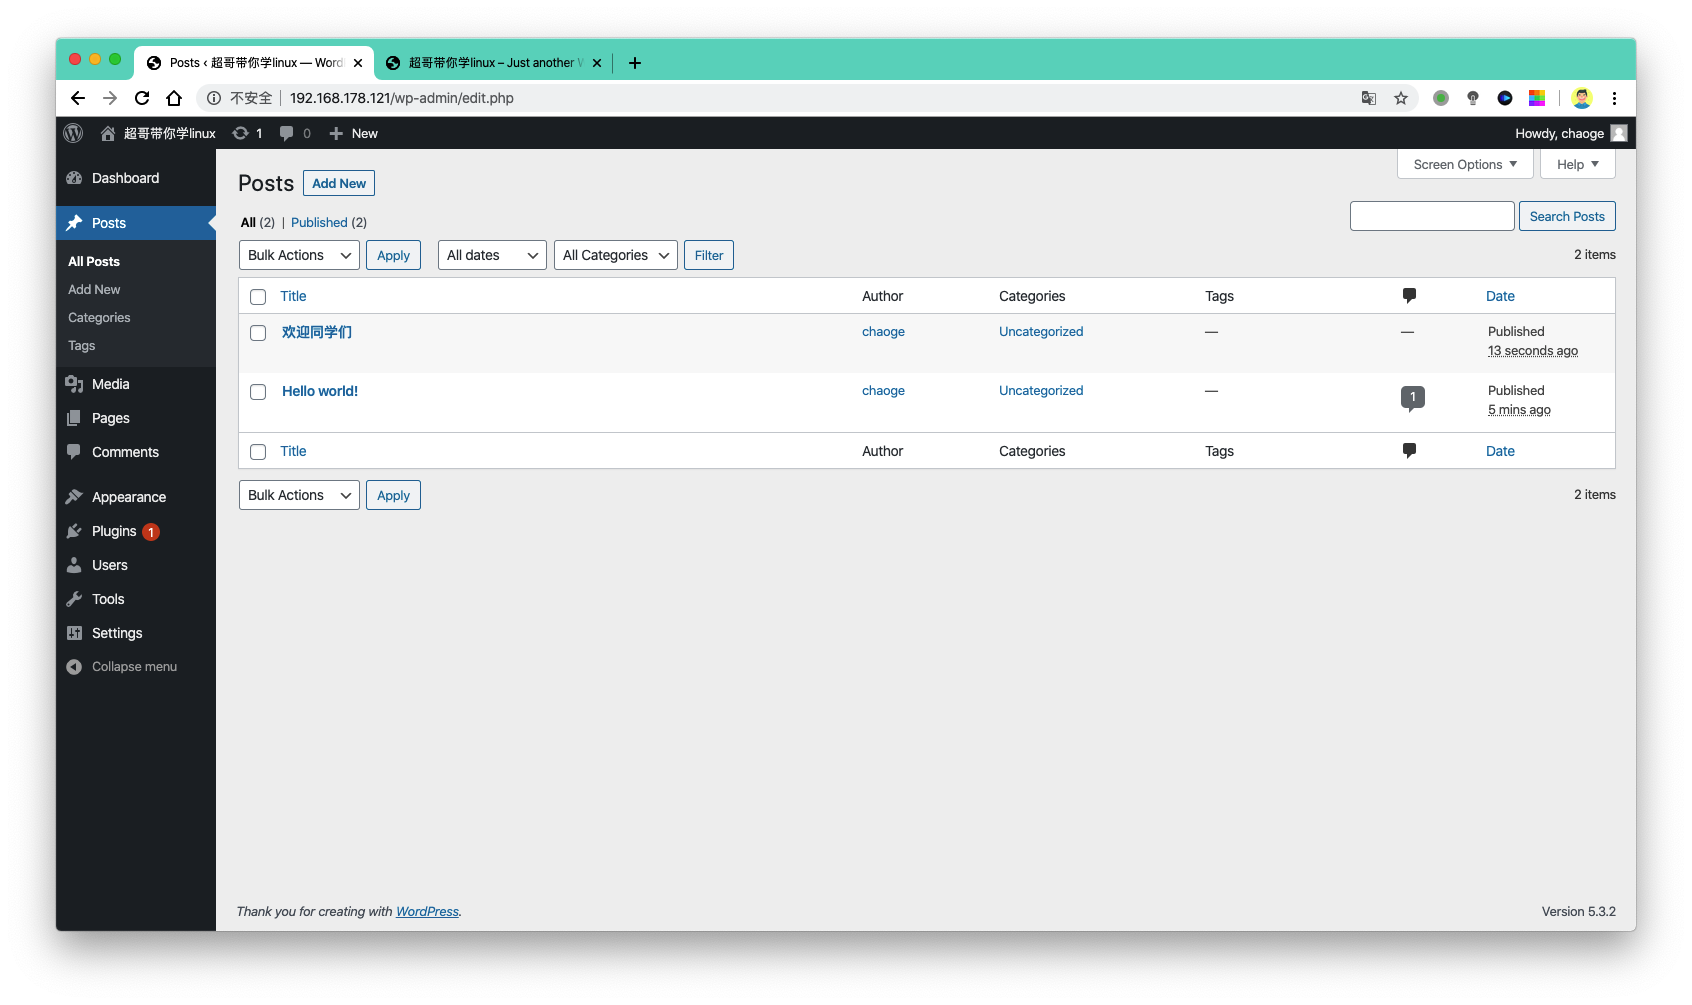 Posts ‹ 超哥带你学linux — Word
超哥带你学linux – Just another W
不安全 192.168.178.121/wp-admin/edit.php
超哥带你学linux 1 0 New Howdy, chaoge
Screen Options Help
Dashboard
Posts
All Posts
Add New
Categories
Tags
Media
Pages
Comments
Appearance
Plugins 1
Users
Tools
Settings
Collapse menu
Posts Add New
All (2) | Published (2)
Search Posts
Bulk Actions Apply All dates All Categories Filter 2 items
Title Author Categories Tags Date
欢迎同学们 chaoge Uncategorized — — Published
13 seconds ago
Hello world! chaoge Uncategorized — 1 Published
5 mins ago
Title Author Categories Tags Date
Bulk Actions Apply 2 items
Thank you for creating with WordPress. Version 5.3.2